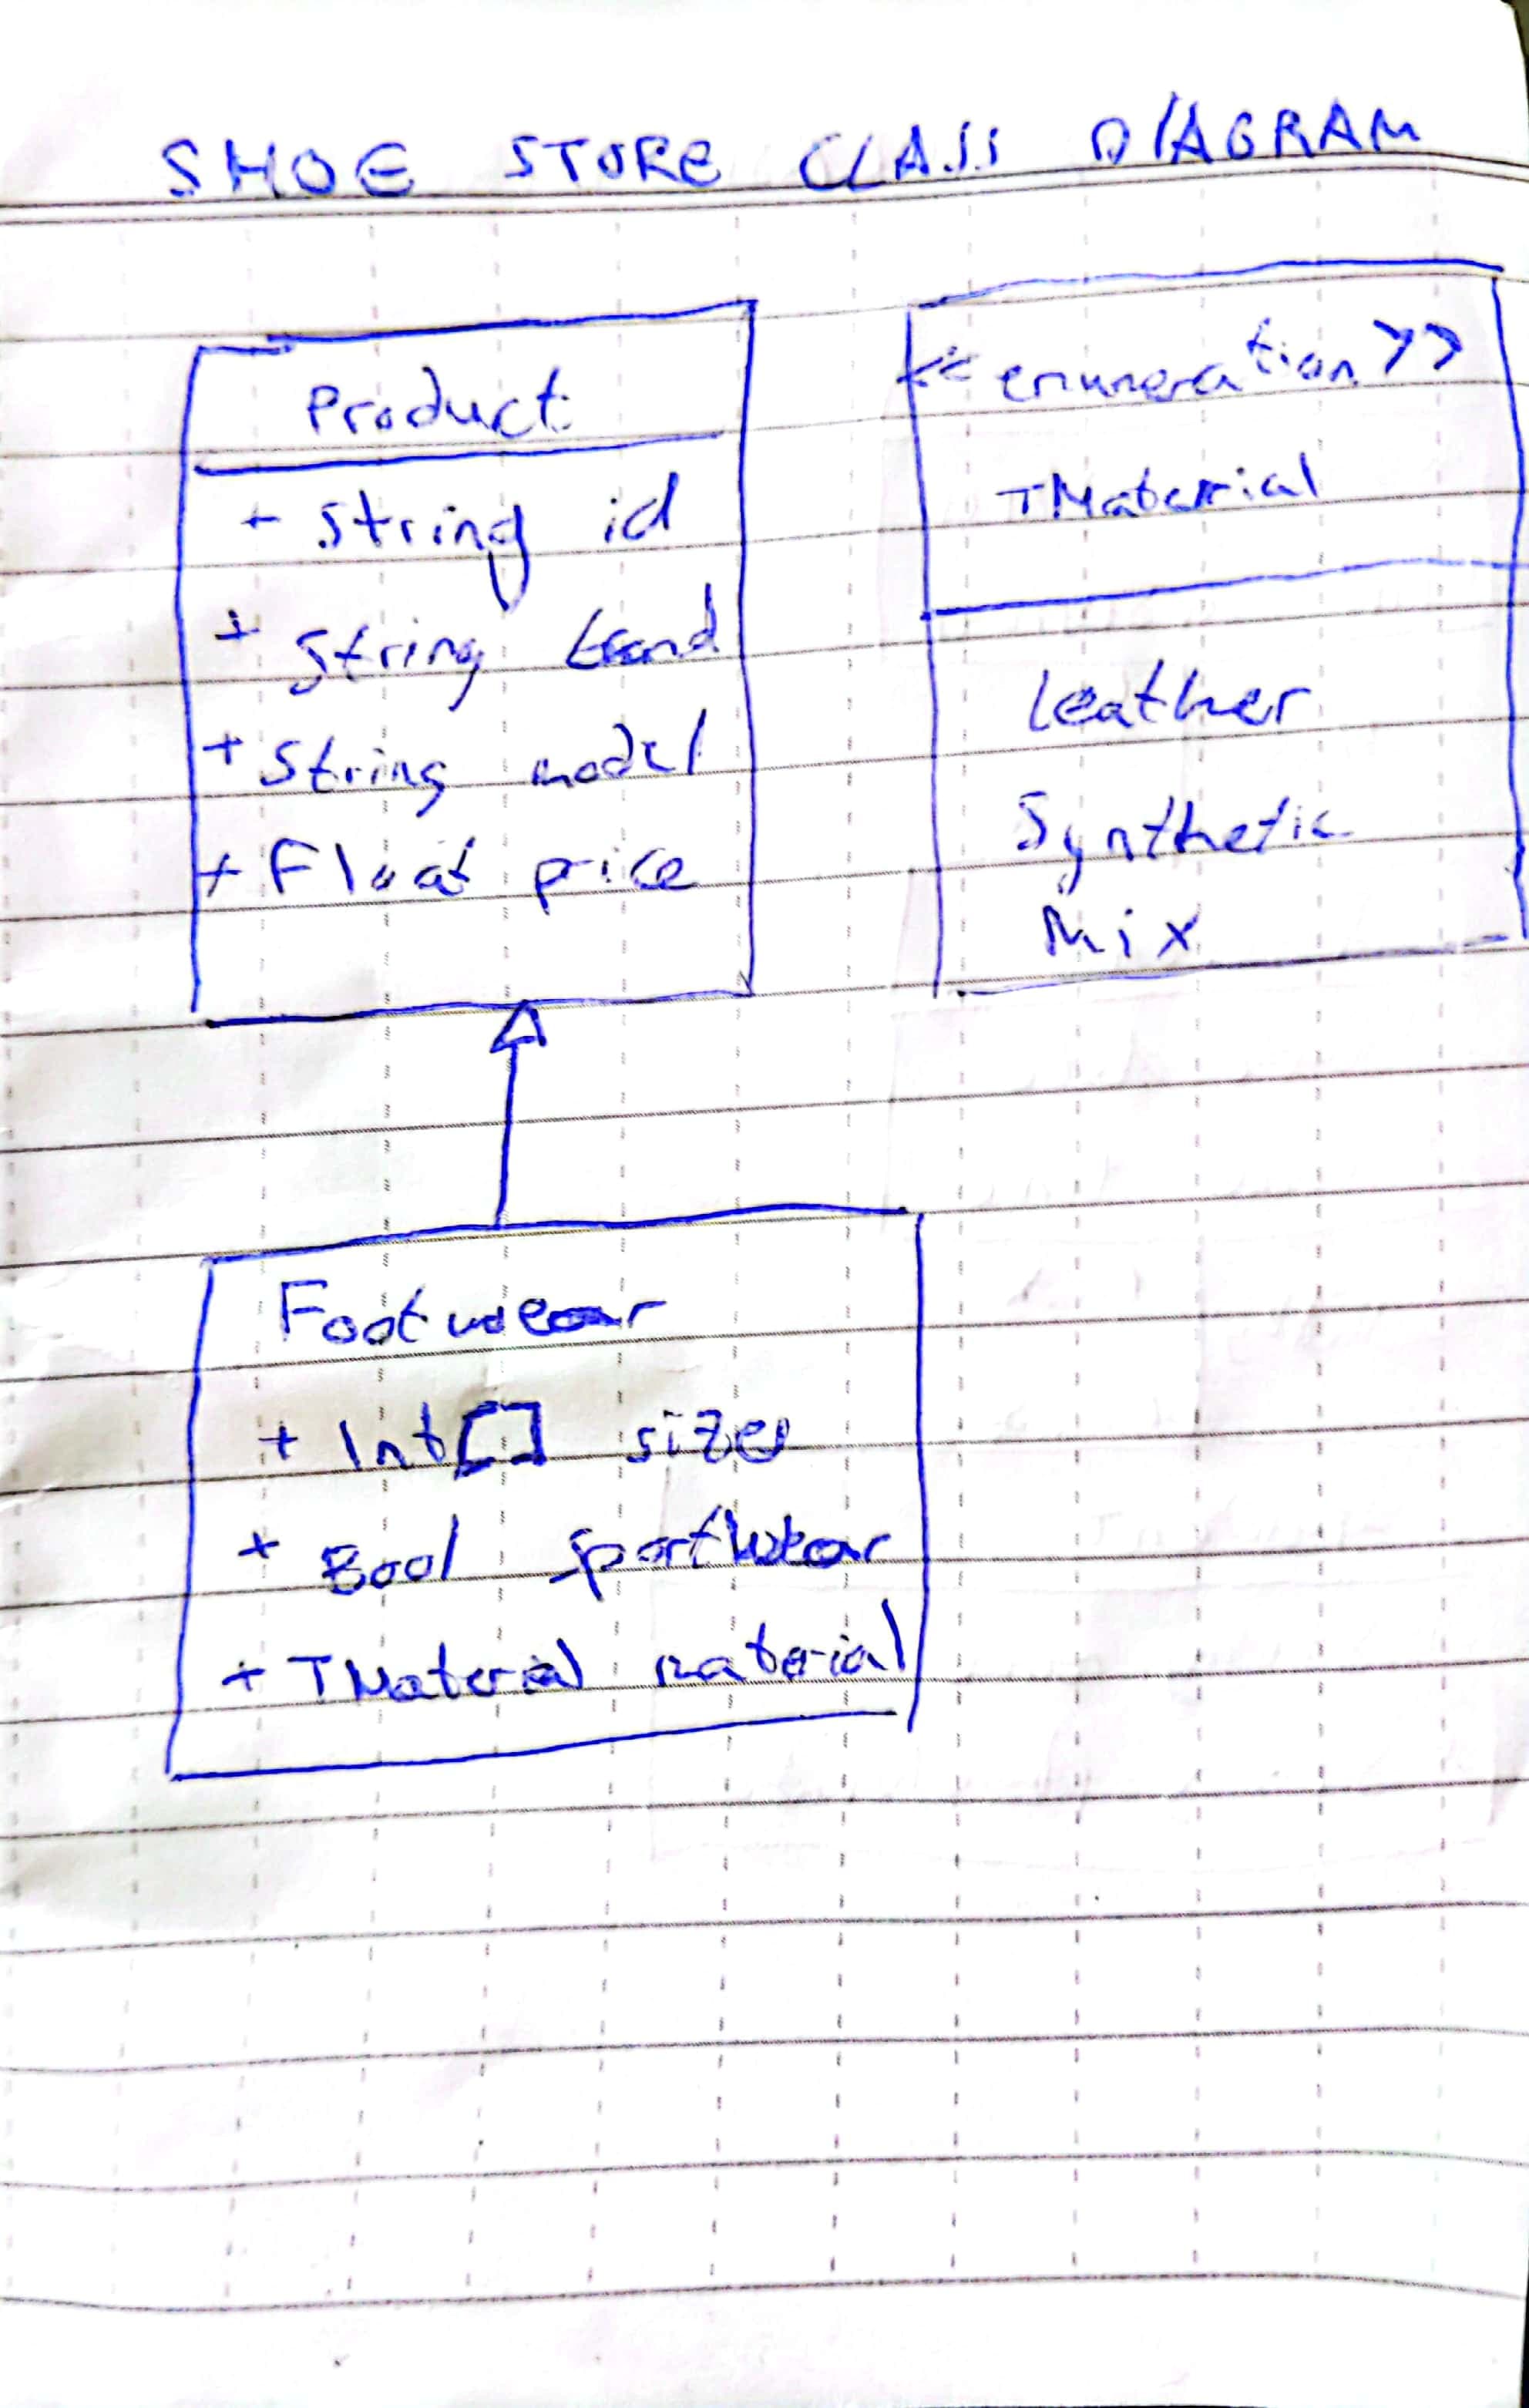 SHOE STORE CLASS DIAGRAM
Product
+ String id
+ String brand
+ String model
+ Float price
<<enumeration>>
TMaterial
Leather
Synthetic
Mix
Footwear
+ Int[] sizes
+ Bool sportWear
+ TMaterial material